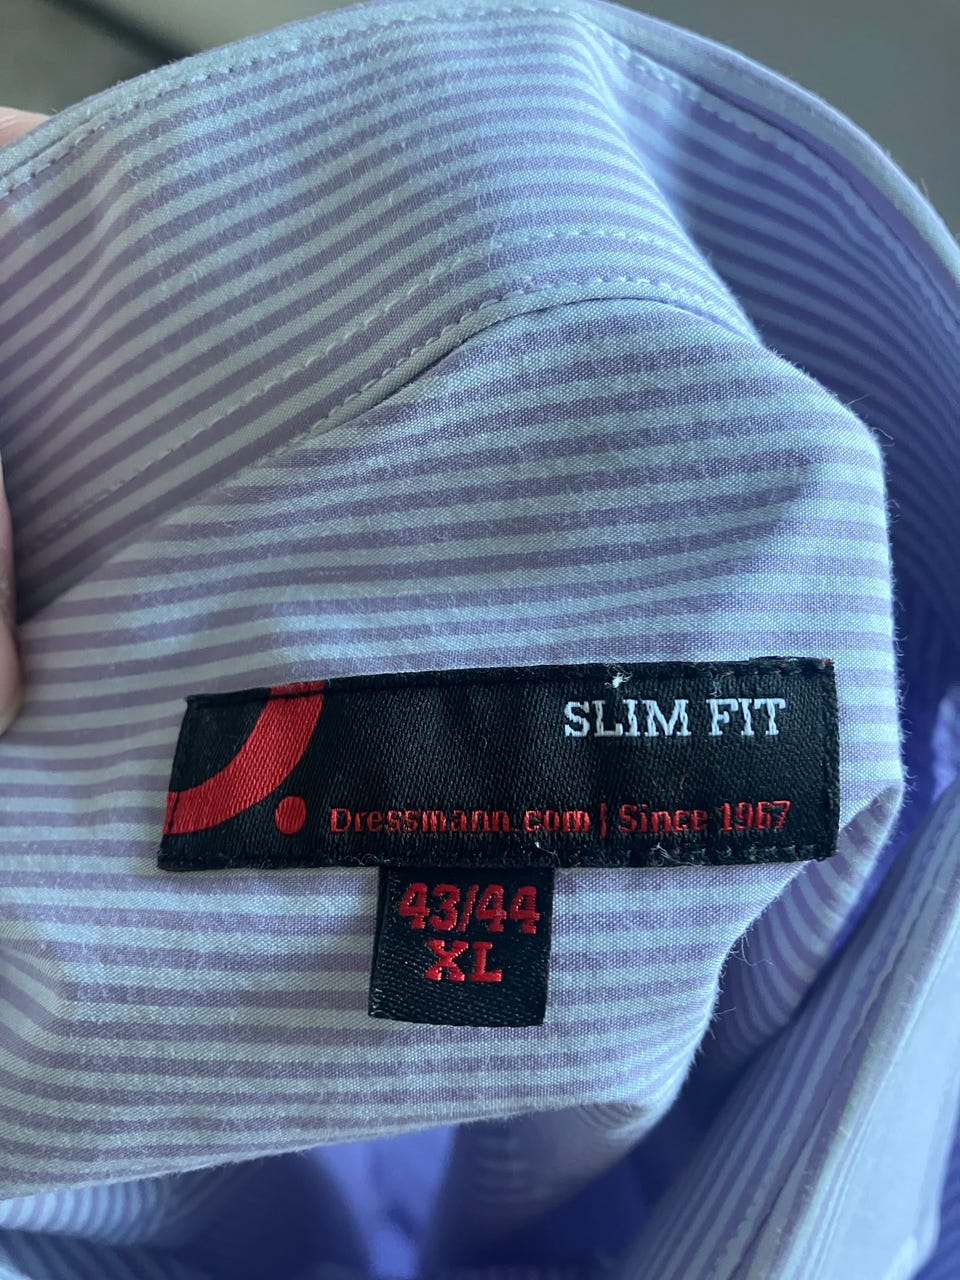 SLIM FIT
Dressmann.com | Since 1967
43/44
XL